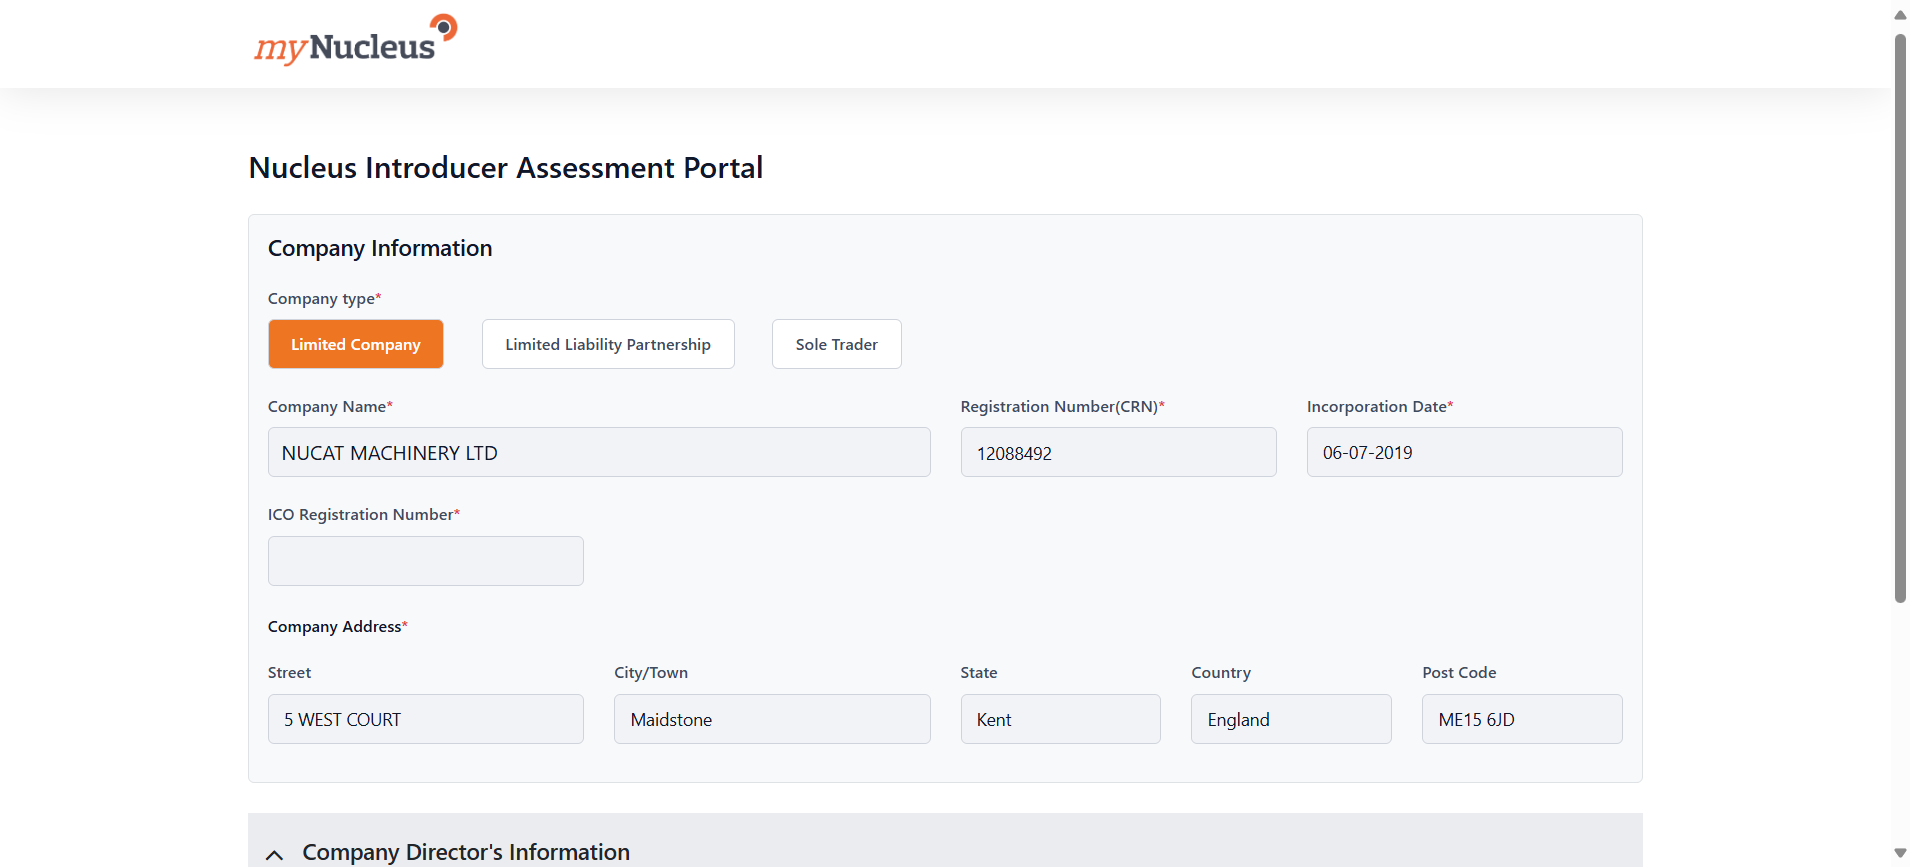 myNucleus
Nucleus Introducer Assessment Portal
Company Information
Company type*
Limited Company Limited Liability Partnership Sole Trader
Company Name* Registration Number(CRN)* Incorporation Date*
NUCAT MACHINERY LTD 12088492 06-07-2019
ICO Registration Number*
Company Address*
Street City/Town State Country Post Code
5 WEST COURT Maidstone Kent England ME15 6JD
Company Director's Information